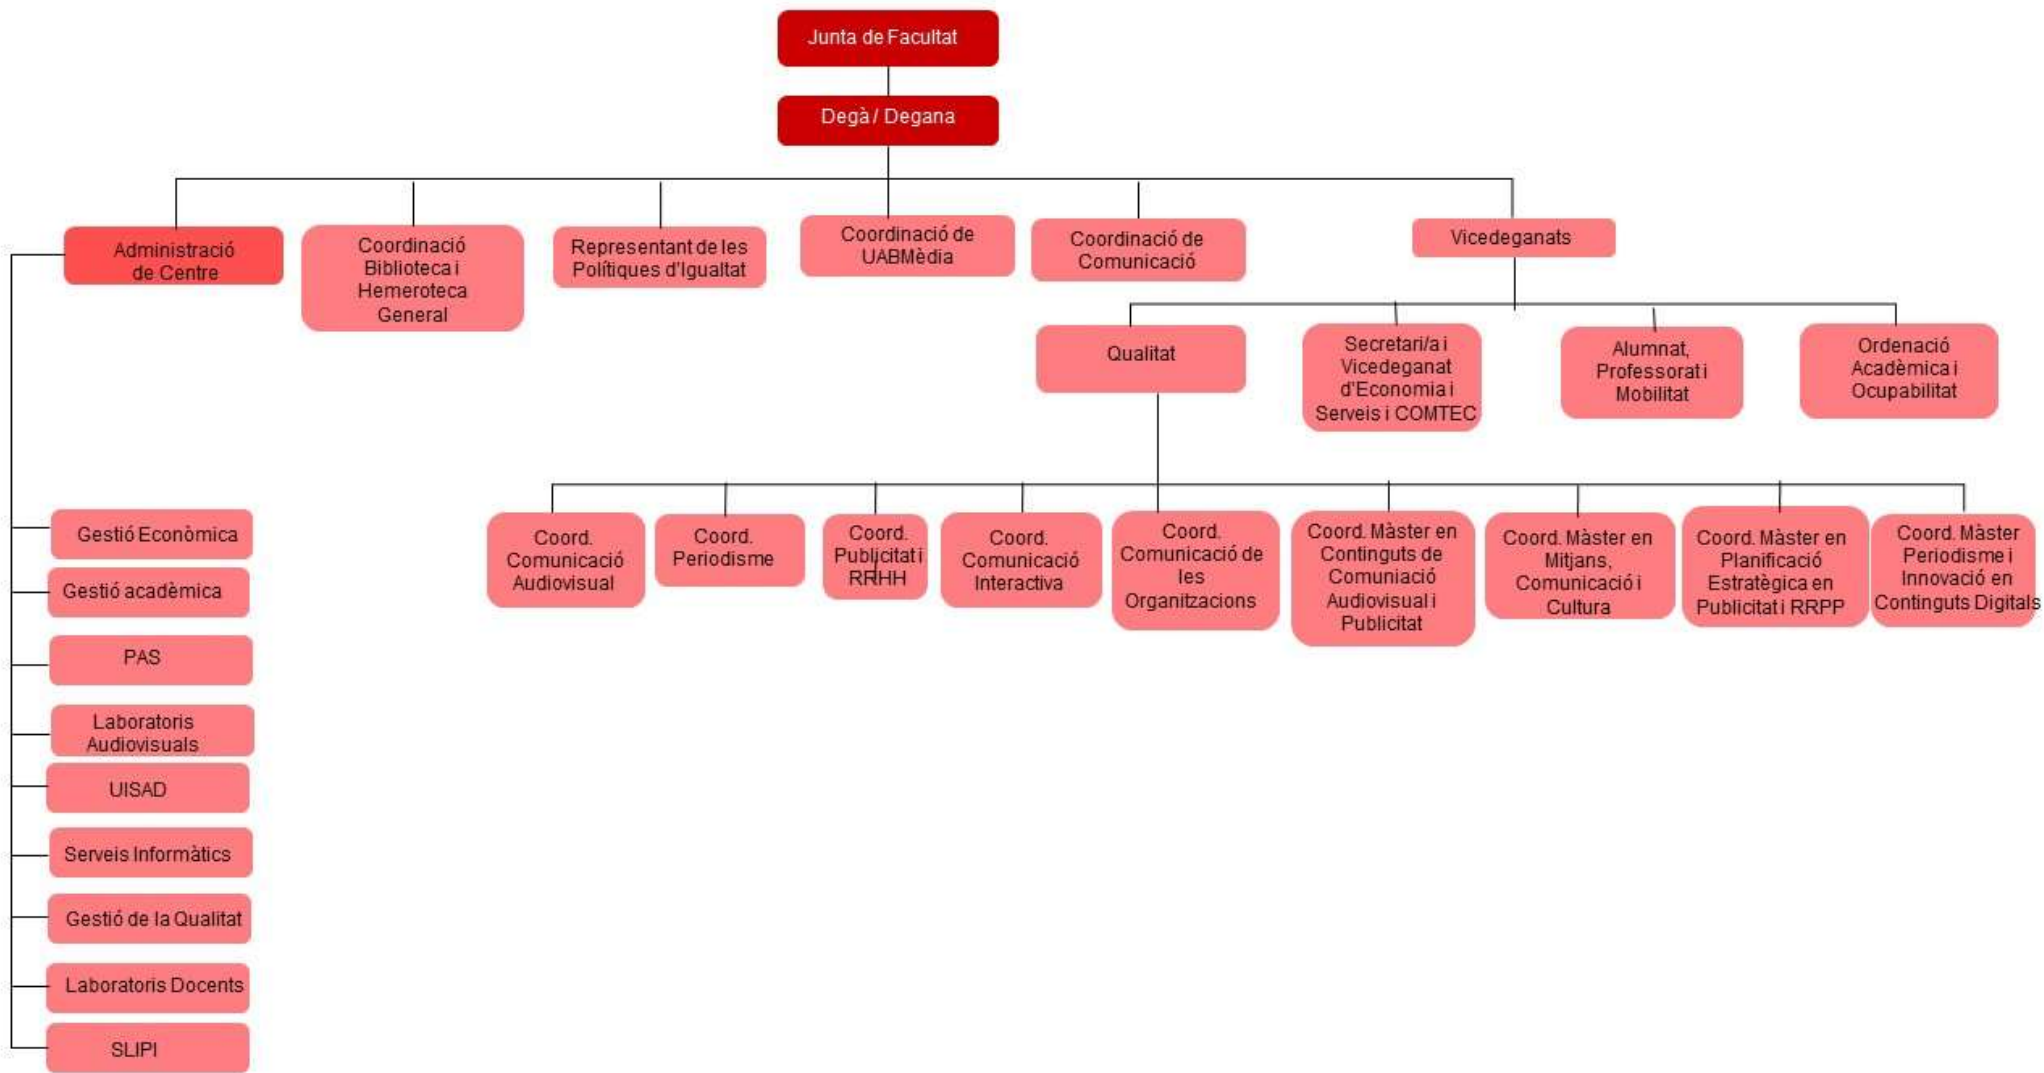 Junta de Facultat
Degà / Degana
Administració
de Centre
Coordinació
Biblioteca i
Hemeroteca
General
Representant de les
Polítiques d'Igualtat
Coordinació de
UABMèdia
Coordinació de
Comunicació
Vicedeganats
Qualitat
Secretari/a i
Vicedeganat
d'Economia i
Serveis i COMTEC
Alumnat,
Professorat i
Mobilitat
Ordenació
Acadèmica i
Ocupabilitat
Coord.
Comunicació
Audiovisual
Coord.
Periodisme
Coord.
Publicitat i
RRHH
Coord.
Comunicació
Interactiva
Coord.
Comunicació de
les
Organitzacions
Coord. Màster en
Continguts de
Comuniació
Audiovisual i
Publicitat
Coord. Màster en
Mitjans,
Comunicació i
Cultura
Coord. Màster en
Planificació
Estratègica en
Publicitat i RRPP
Coord. Màster
Periodisme i
Innovació en
Continguts Digitals
Gestió Econòmica
Gestió acadèmica
PAS
Laboratoris
Audiovisuals
UISAD
Serveis Informàtics
Gestió de la Qualitat
Laboratoris Docents
SLIPI